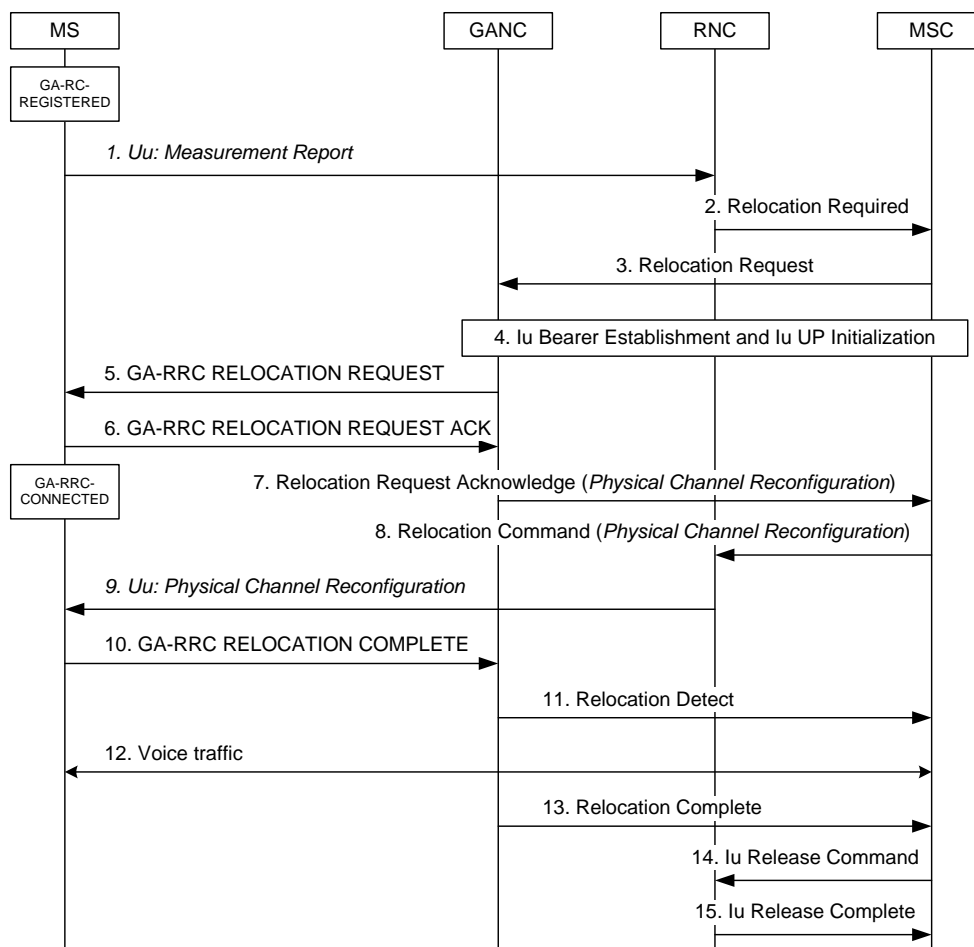 MS
GANC
RNC
MSC
GA-RC-
REGISTERED
1. Uu: Measurement Report
2. Relocation Required
3. Relocation Request
4. Iu Bearer Establishment and Iu UP Initialization
5. GA-RRC RELOCATION REQUEST
6. GA-RRC RELOCATION REQUEST ACK
GA-RRC-
CONNECTED
7. Relocation Request Acknowledge (Physical Channel Reconfiguration)
8. Relocation Command (Physical Channel Reconfiguration)
9. Uu: Physical Channel Reconfiguration
10. GA-RRC RELOCATION COMPLETE
11. Relocation Detect
12. Voice traffic
13. Relocation Complete
14. Iu Release Command
15. Iu Release Complete